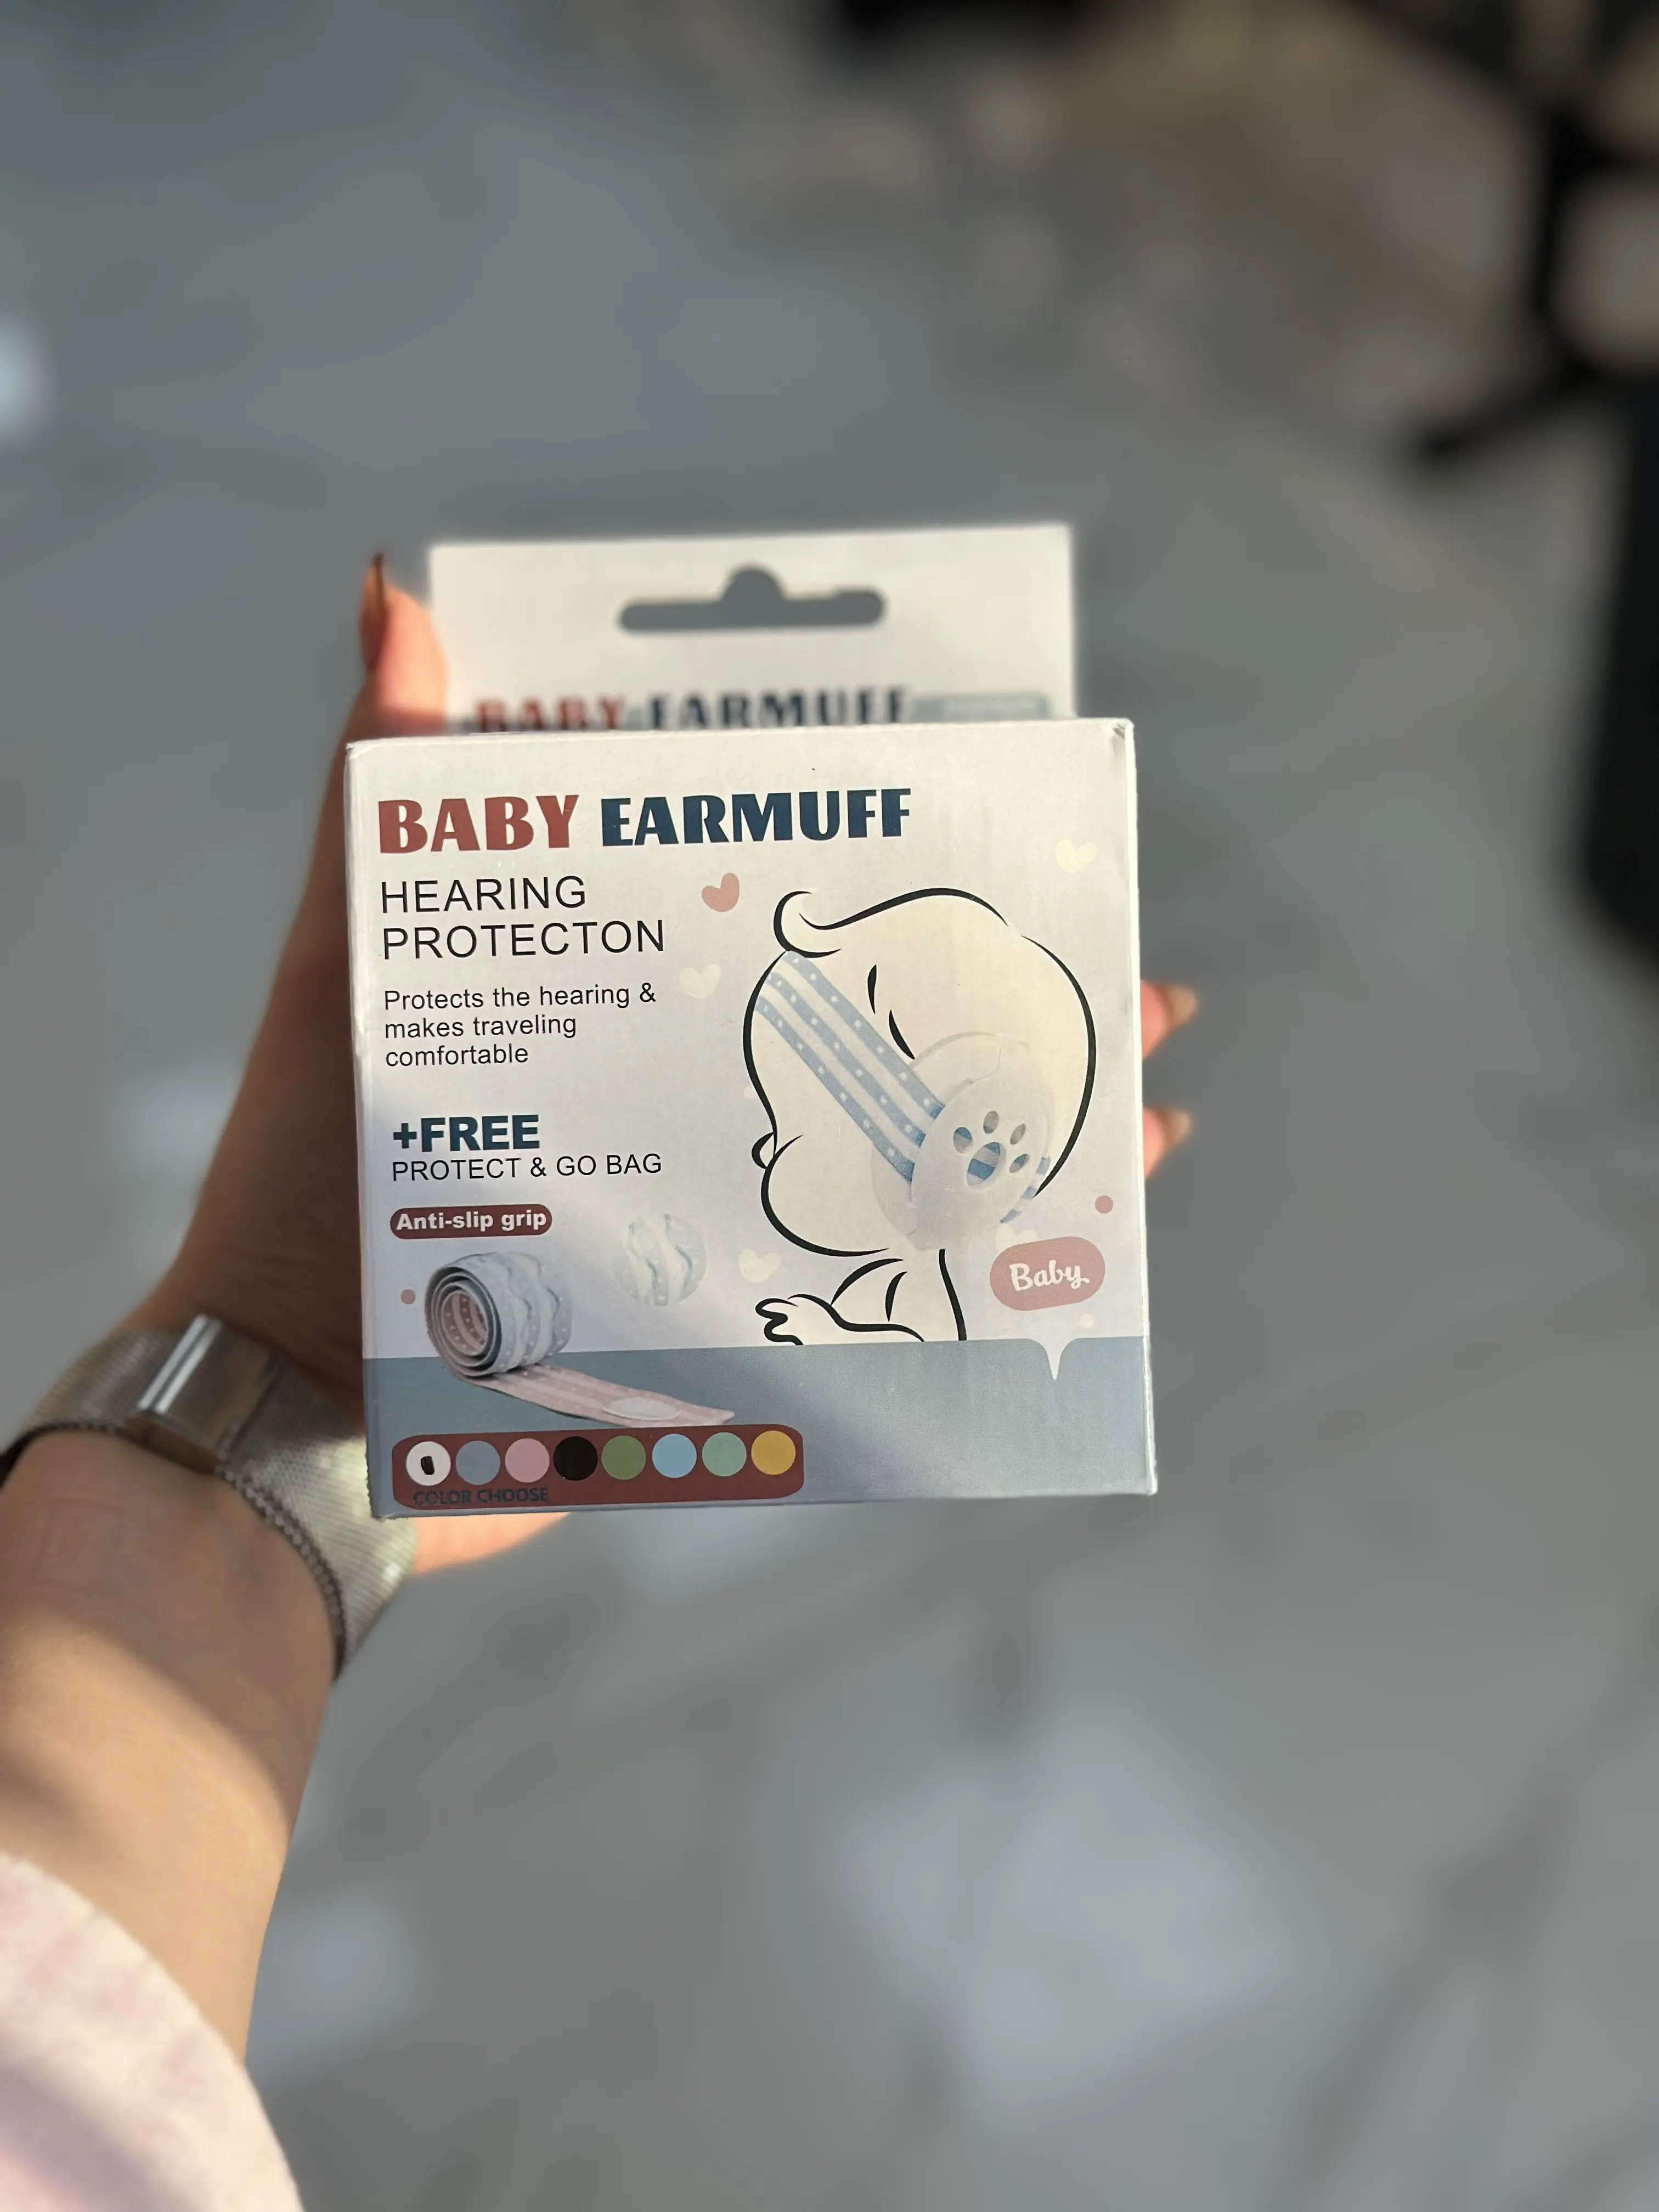 BABY EARMUFF
BABY EARMUFF
HEARING
PROTECTON
Protects the hearing &
makes traveling
comfortable
+FREE
PROTECT & GO BAG
Anti-slip grip
Baby
COLOR CHOOSE